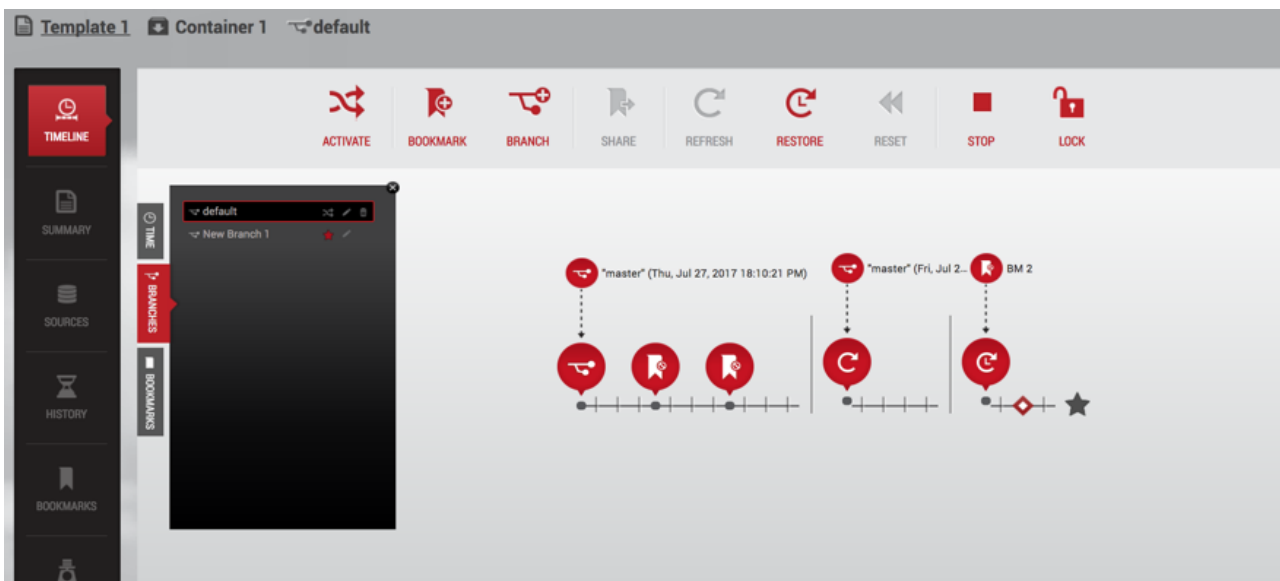 Template 1 Container 1 default
TIMELINE
SUMMARY
SOURCES
HISTORY
BOOKMARKS
ACTIVATE BOOKMARK BRANCH SHARE REFRESH RESTORE RESET STOP LOCK
TIME
BRANCHES
BOOKMARKS
default
New Branch 1
"master" (Thu, Jul 27, 2017 18:10:21 PM) "master" (Fri, Jul 2... BM 2